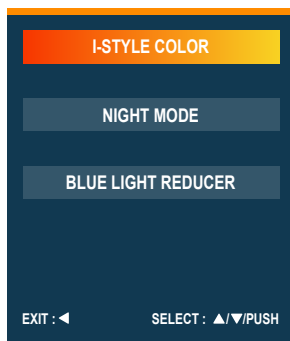 I-STYLE COLOR
NIGHT MODE
BLUE LIGHT REDUCER
EXIT : ◀ SELECT : ▲/▼/PUSH